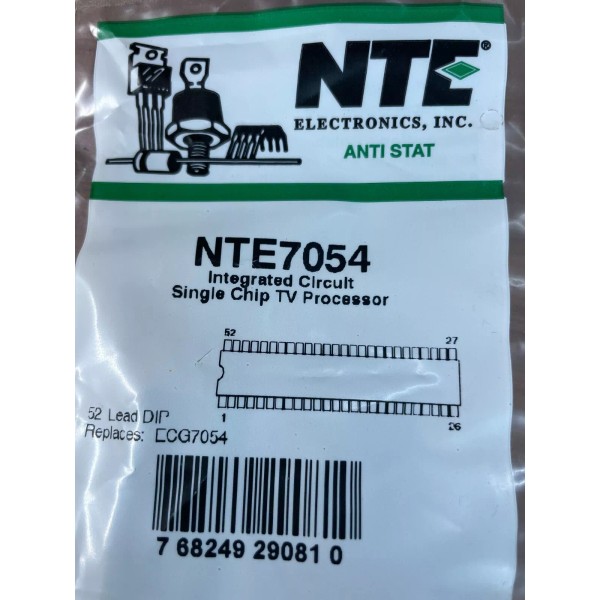 NTE®
ELECTRONICS, INC.
ANTI STAT
NTE7054
Integrated Circuit
Single Chip TV Processor
52 27
1 26
52 Lead DIP
Replaces: ECG7054
7 68249 29081 0